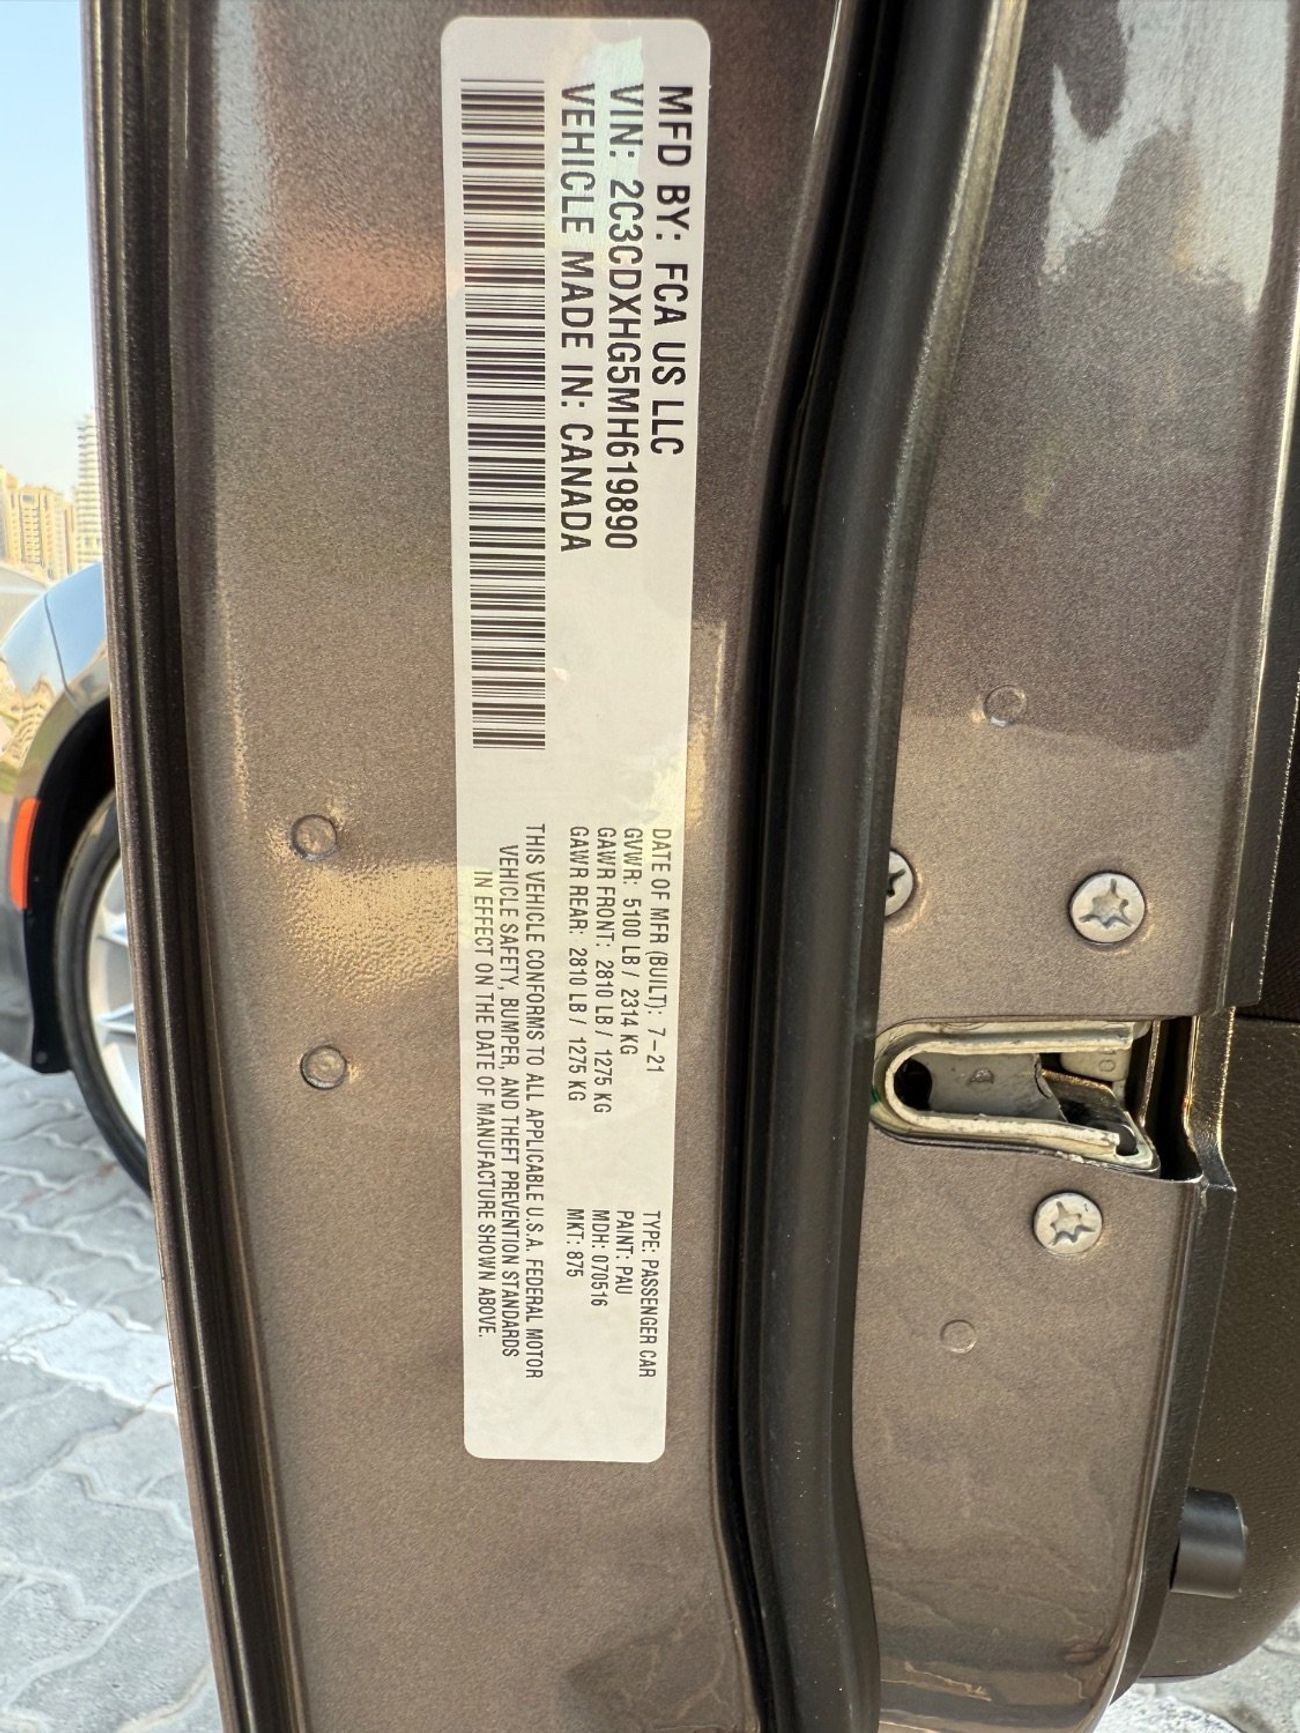 MFD BY: FCA US LLC
VIN: 2C3CDXHG5MH619890
VEHICLE MADE IN: CANADA
DATE OF MFR (BUILT): 7-21
GVWR: 5100 LB / 2314 KG
GAWR FRONT: 2810 LB / 1275 KG
GAWR REAR: 2810 LB / 1275 KG
TYPE: PASSENGER CAR
PAINT: PAU
MDH: 070516
MKT: 875
THIS VEHICLE CONFORMS TO ALL APPLICABLE U.S.A. FEDERAL MOTOR
VEHICLE SAFETY, BUMPER, AND THEFT PREVENTION STANDARDS
IN EFFECT ON THE DATE OF MANUFACTURE SHOWN ABOVE.
A
10